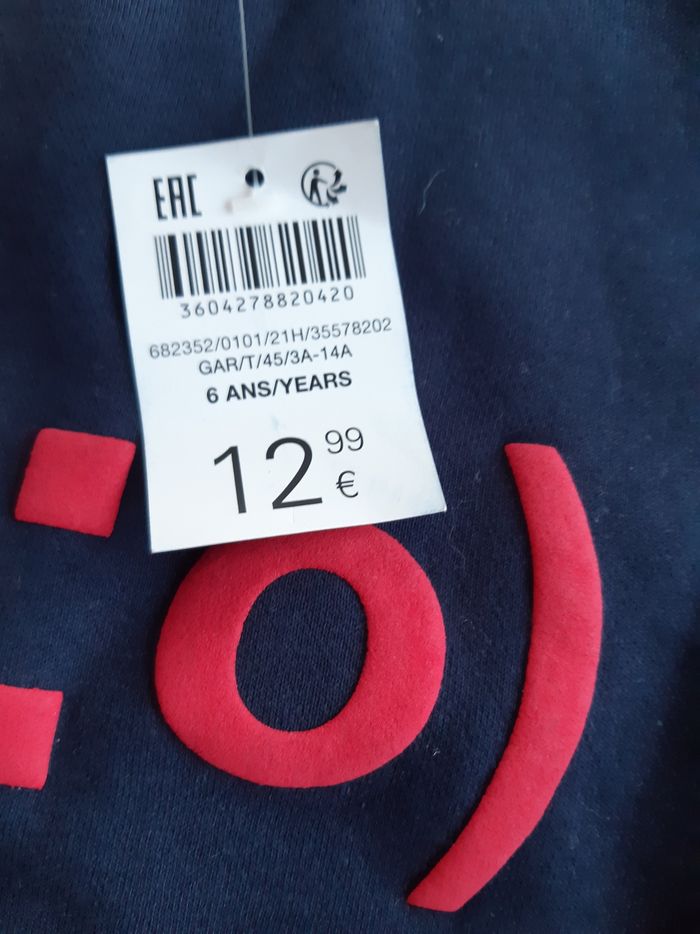 EAC
3604278820420
682352/0101/21H/35578202
GAR/T/45/3A-14A
6 ANS/YEARS
12 99 €
:o)